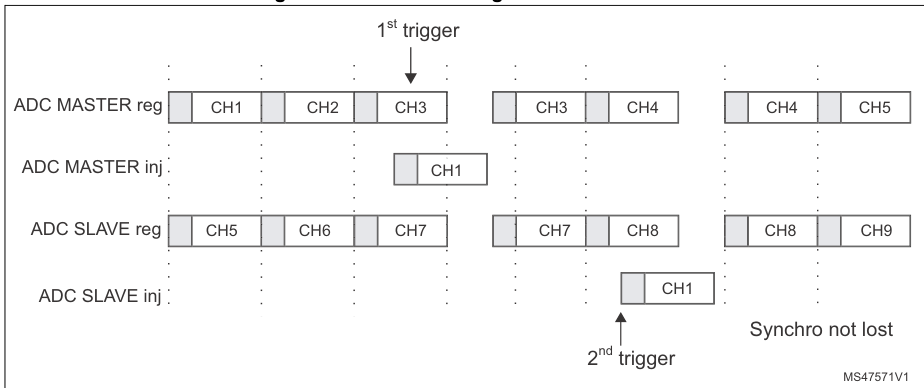 1st trigger
ADC MASTER reg CH1 CH2 CH3 CH3 CH4 CH4 CH5
ADC MASTER inj CH1
ADC SLAVE reg CH5 CH6 CH7 CH7 CH8 CH8 CH9
ADC SLAVE inj CH1
Synchro not lost
2nd trigger
MS47571V1